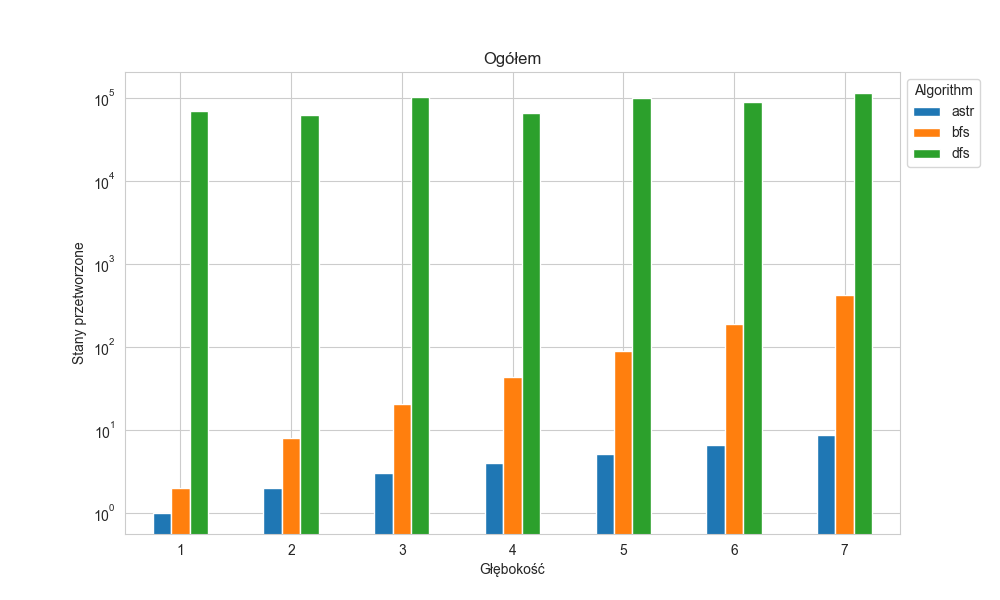 Ogółem
Algorithm
astr
bfs
dfs
Stany przetworzone
10^5
10^4
10^3
10^2
10^1
10^0
1 2 3 4 5 6 7
Głębokość